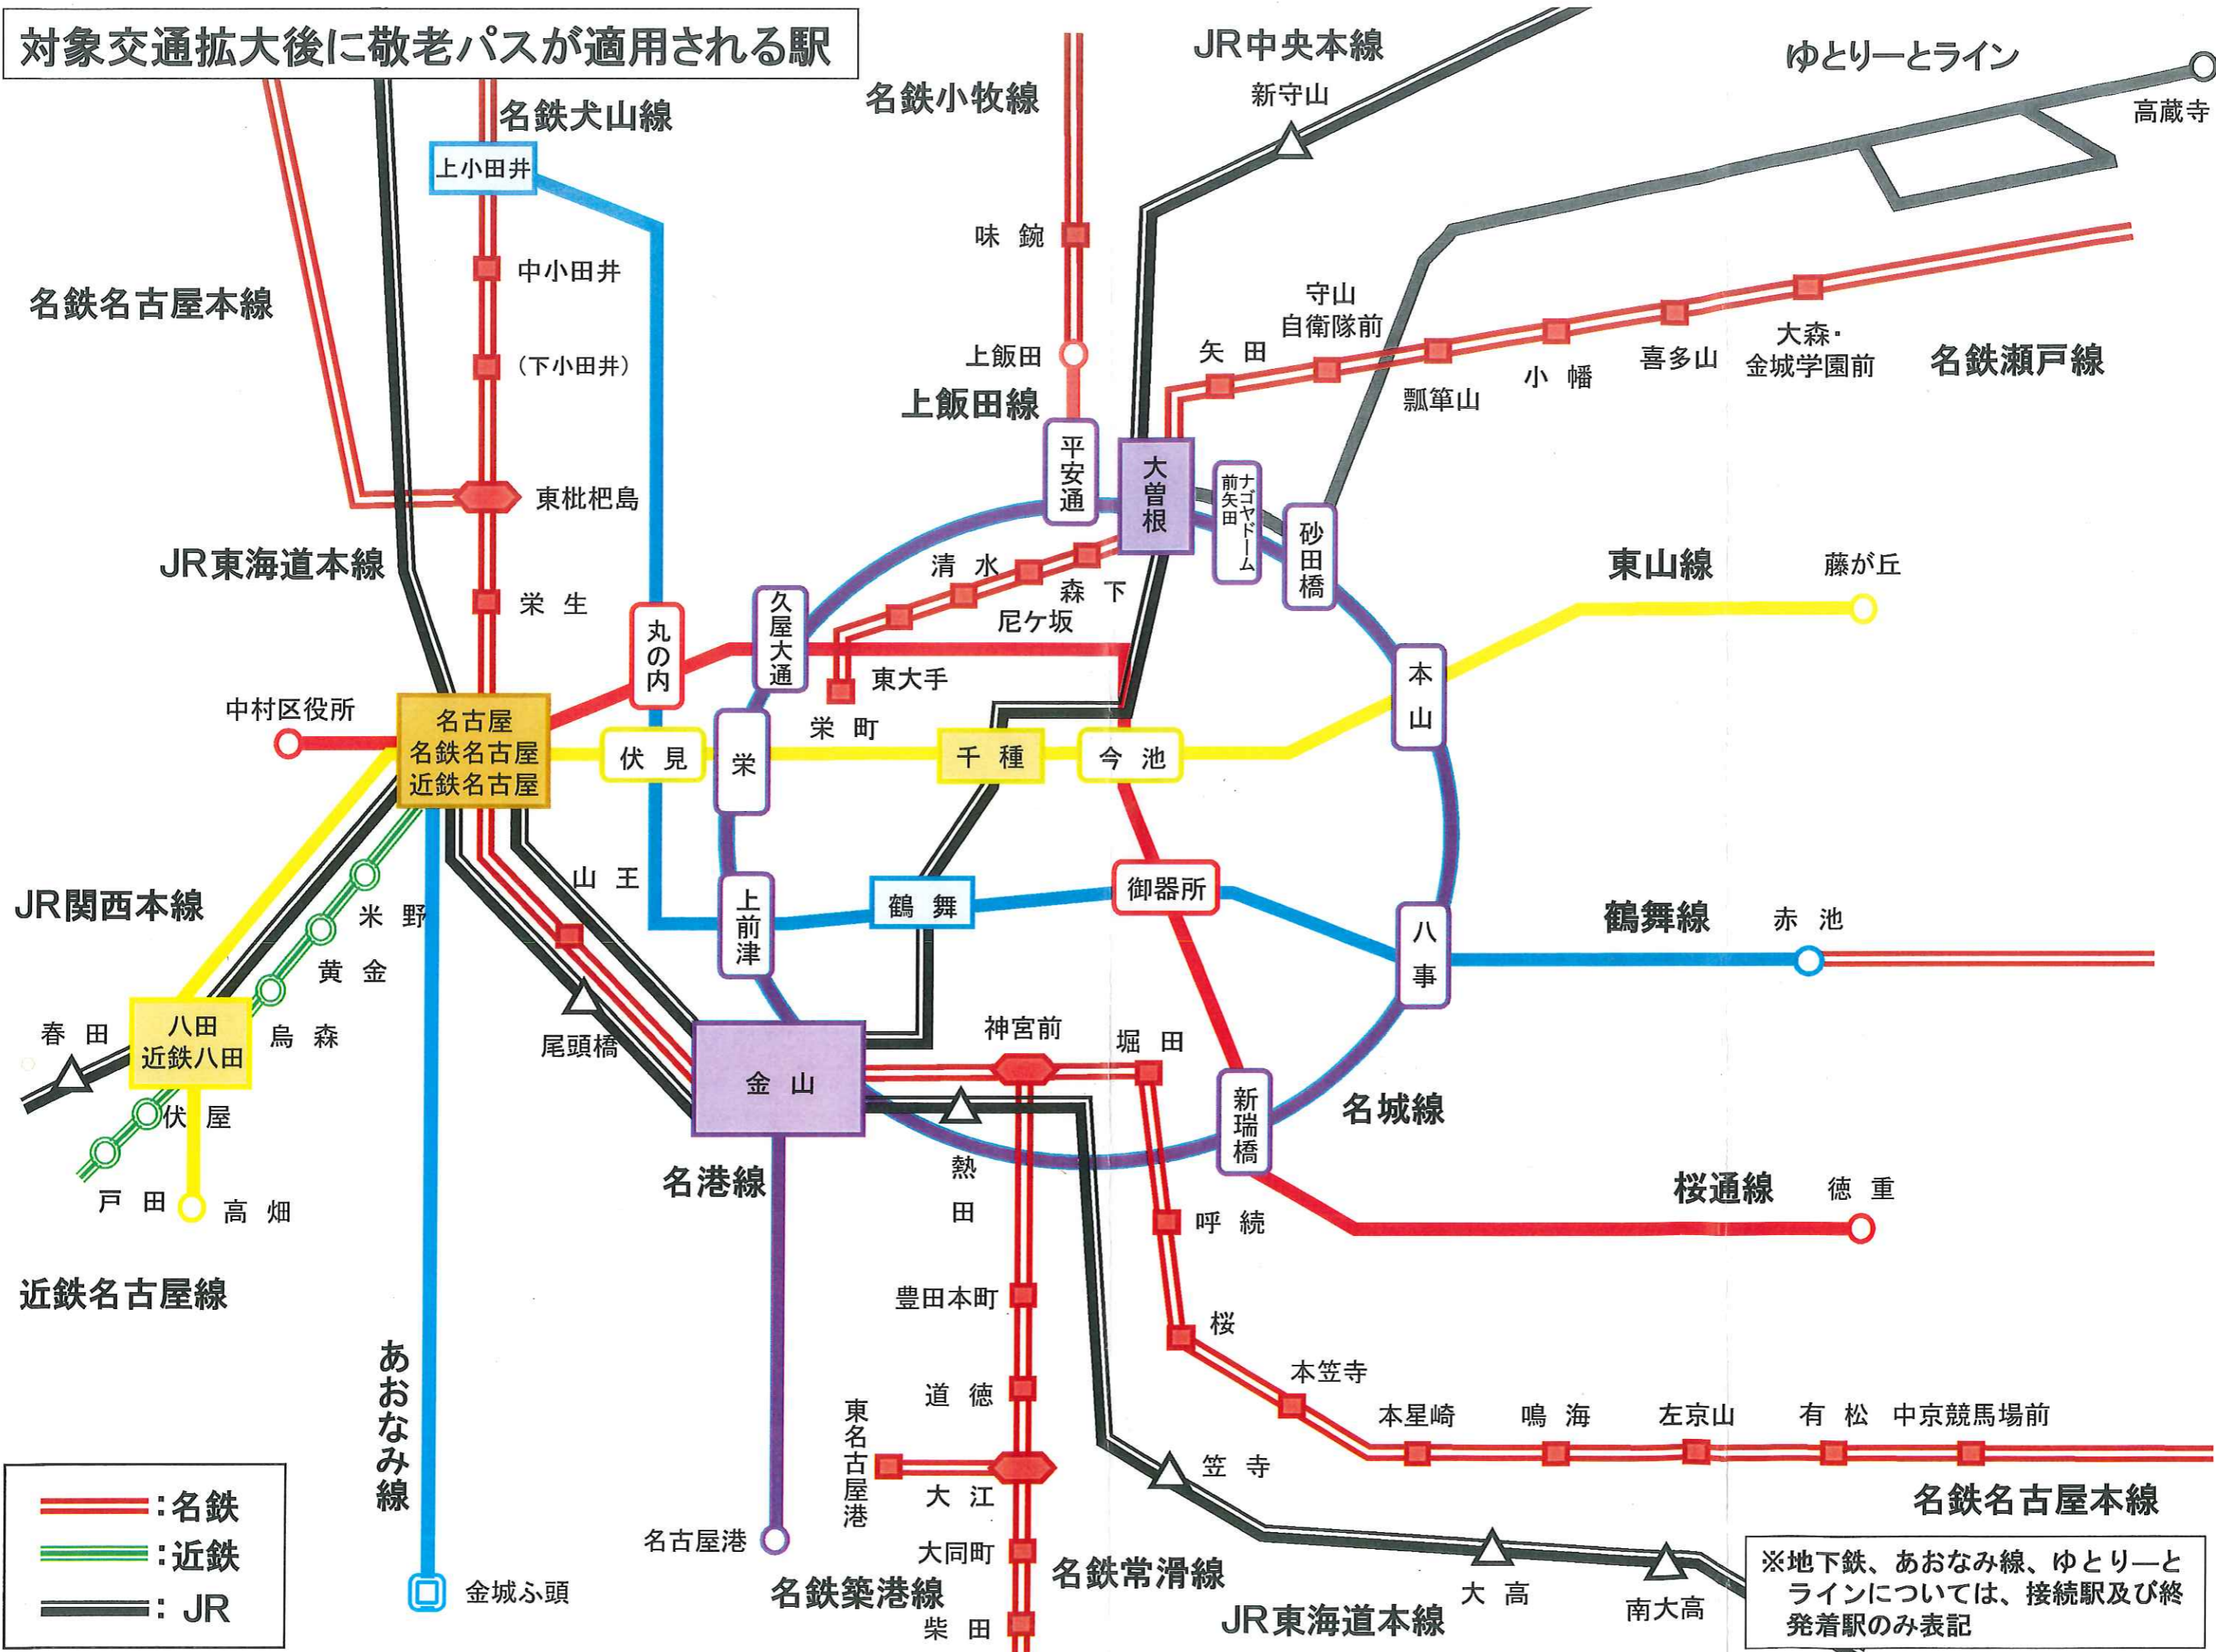 対象交通拡大後に敬老パスが適用される駅
JR中央本線
ゆとりーとライン
名鉄犬山線
名鉄小牧線
新守山
高蔵寺
上小田井
味鋺
中小田井
名鉄名古屋本線
守山
自衛隊前
大森・
金城学園前
(下小田井)
上飯田
矢田
喜多山
名鉄瀬戸線
小幡
瓢箪山
上飯田線
平安通
大曽根
ナゴヤドーム
前矢田
砂田橋
東枇杷島
JR東海道本線
清水
森下
尼ケ坂
東山線
藤が丘
栄生
丸の内
久屋大通
東大手
本山
中村区役所
名古屋
名鉄名古屋
近鉄名古屋
栄町
伏見
栄
千種
今池
山王
JR関西本線
米野
上前津
鶴舞
御器所
八事
鶴舞線
赤池
黄金
春田
八田
近鉄八田
烏森
尾頭橋
神宮前
堀田
金山
伏屋
新瑞橋
名城線
熱田
名港線
戸田
高畑
桜通線
徳重
呼続
近鉄名古屋線
豊田本町
桜
あおなみ線
本笠寺
道徳
東名古屋港
本星崎
鳴海
左京山
有松
中京競馬場前
笠寺
大江
名鉄名古屋本線
:名鉄
:近鉄
:JR
名古屋港
大同町
名鉄常滑線
金城ふ頭
名鉄築港線
柴田
JR東海道本線
大高
南大高
※地下鉄、あおなみ線、ゆとりーと
ラインについては、接続駅及び終
発着駅のみ表記